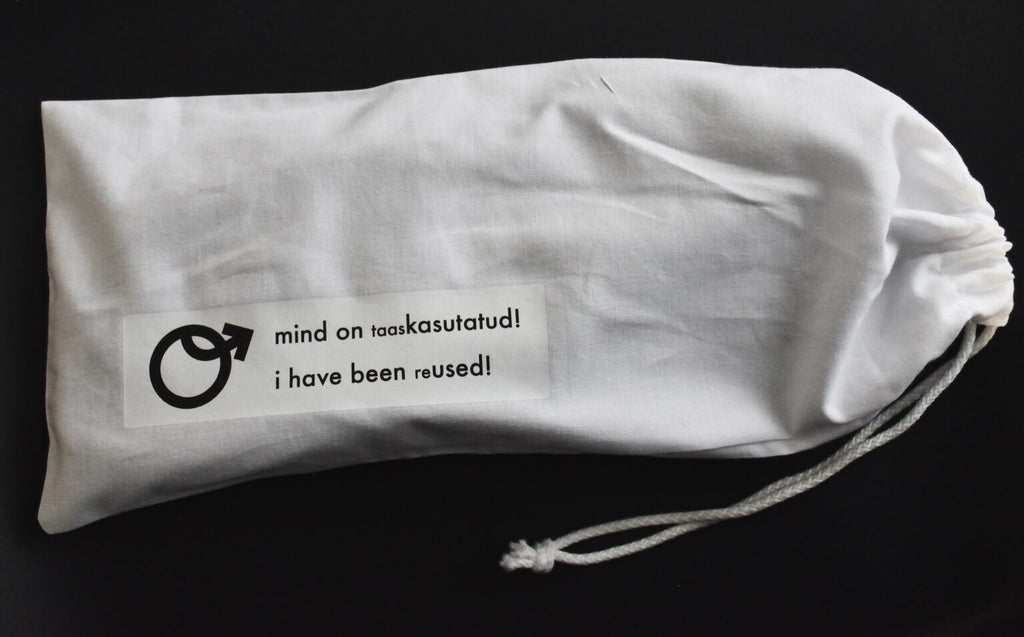 mind on taaskasutatud!
i have been reused!